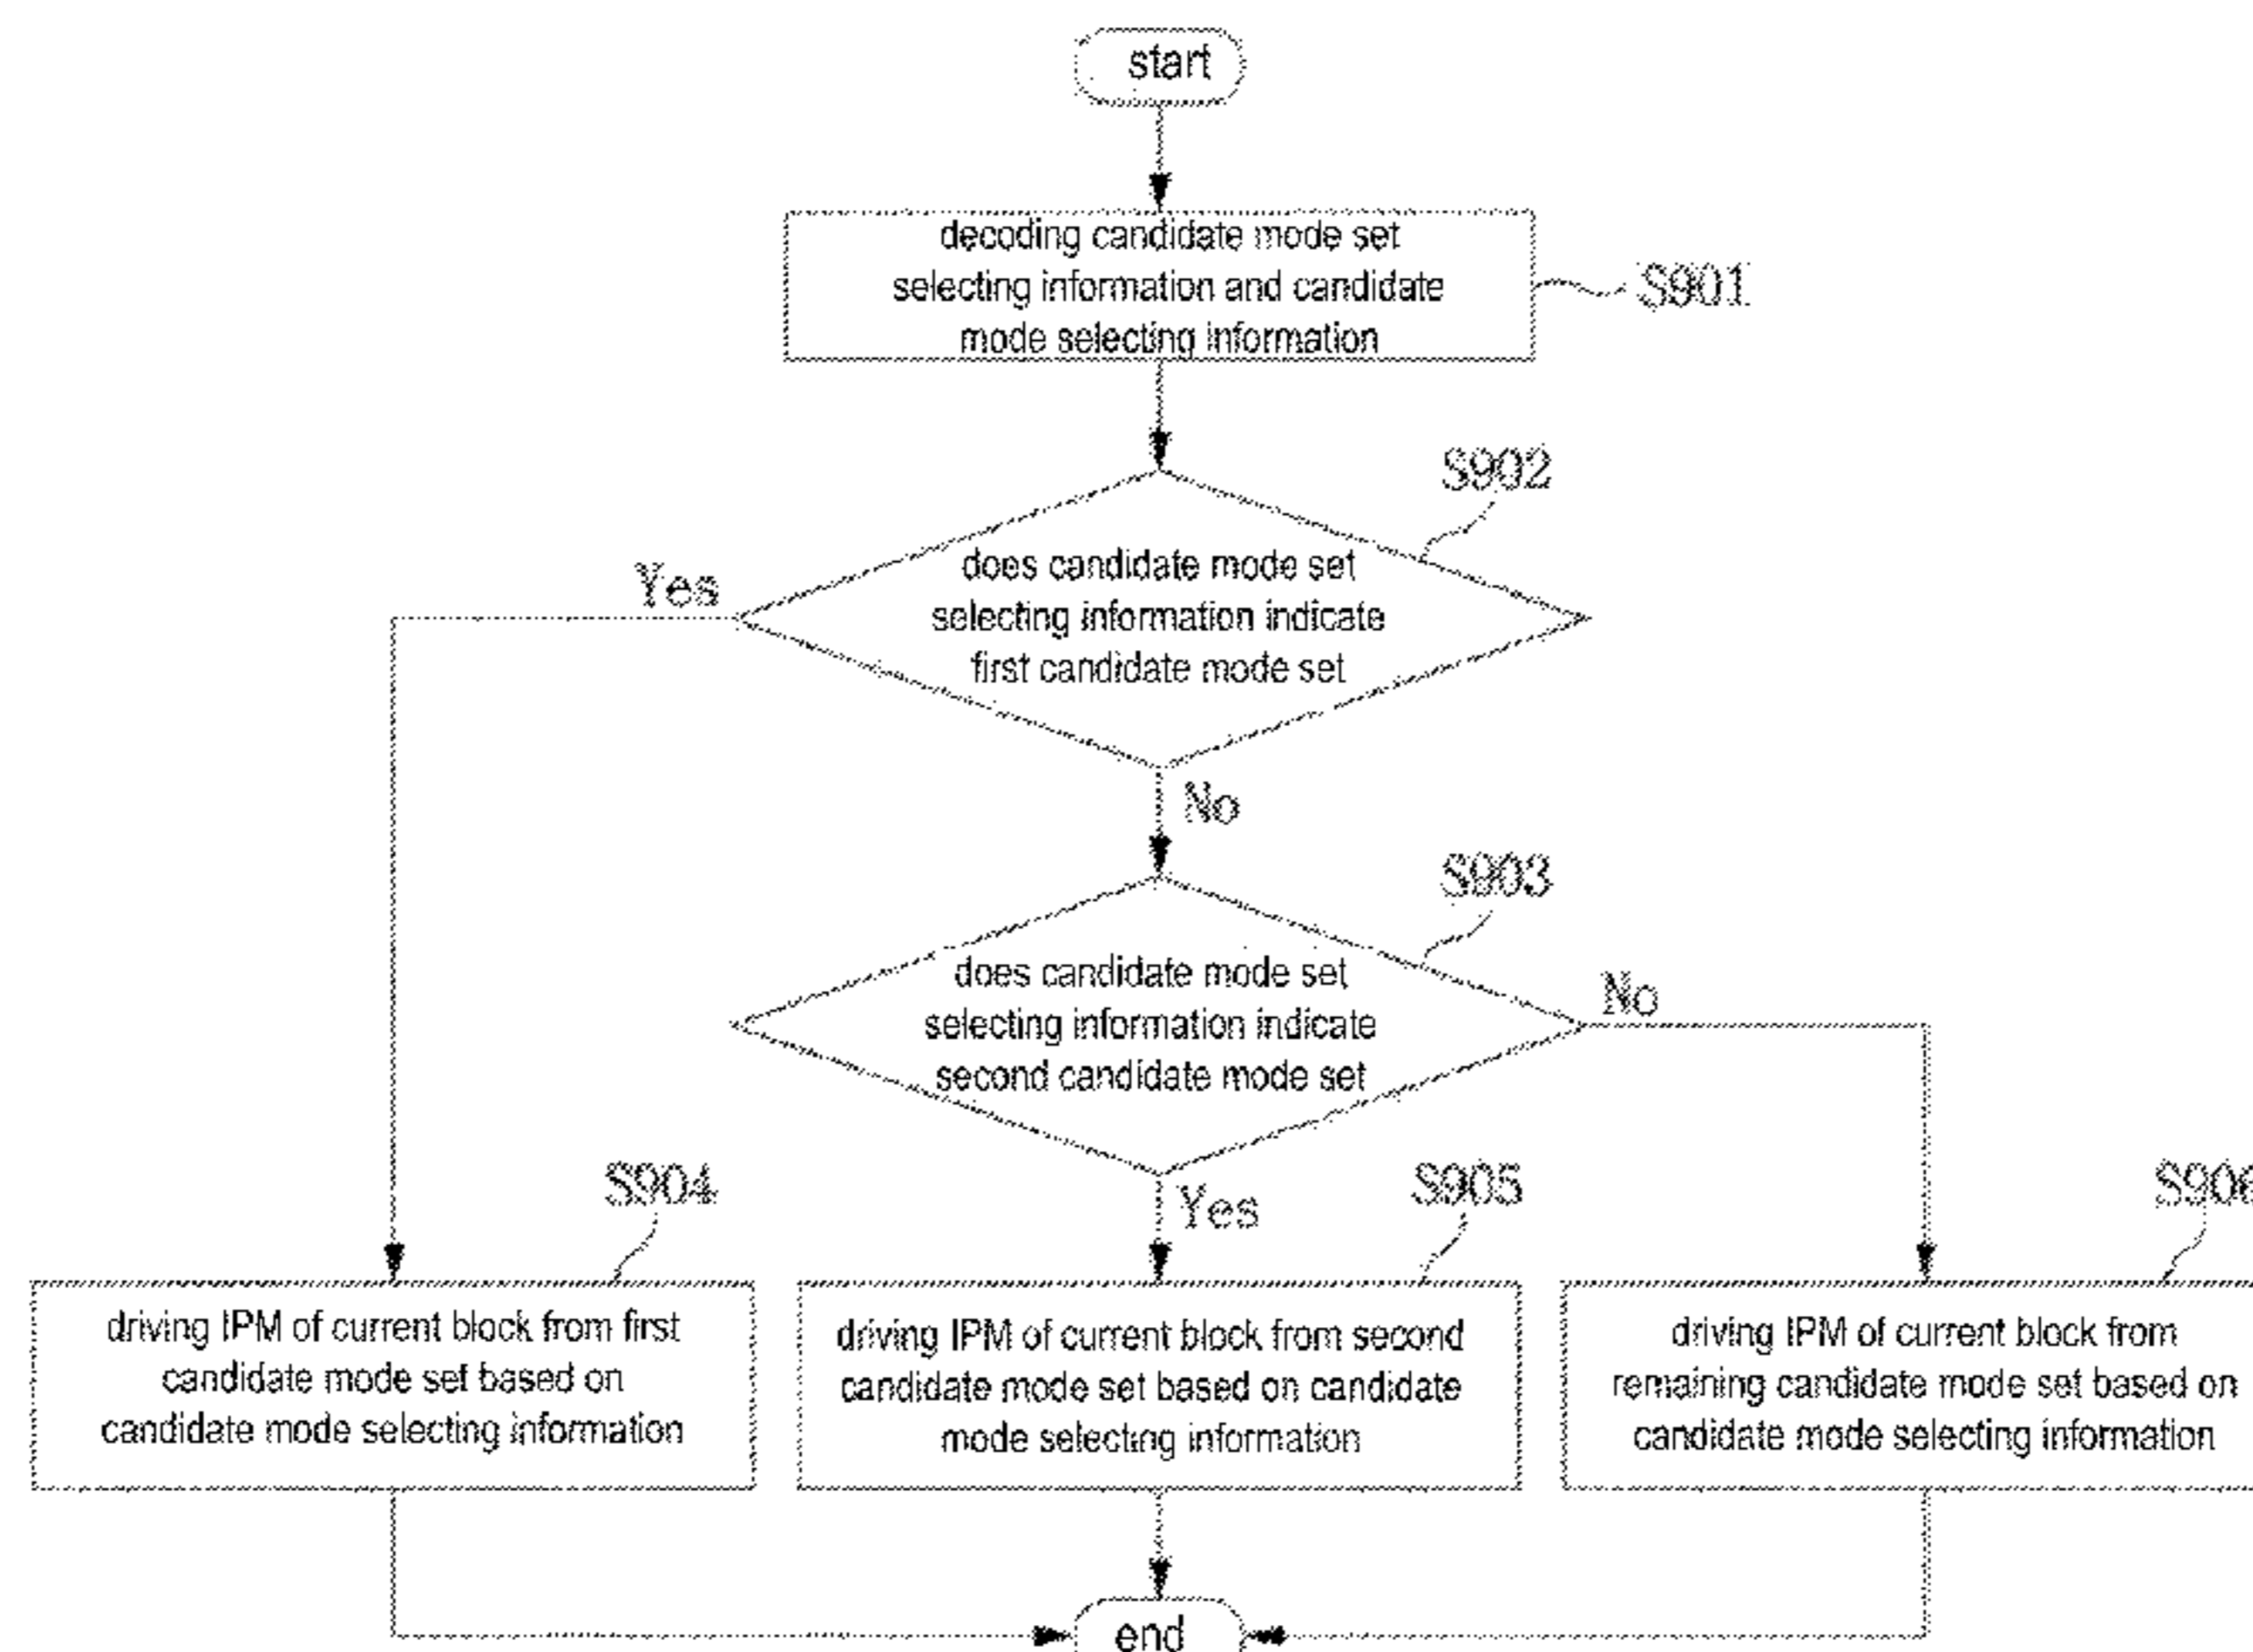 start
decoding candidate mode set
selecting information and candidate
mode selecting information
S901
S902
does candidate mode set
selecting information indicate
first candidate mode set
Yes
No
S903
does candidate mode set
selecting information indicate
second candidate mode set
No
Yes
S904
S905
driving IPM of current block from first
candidate mode set based on
candidate mode selecting information
driving IPM of current block from second
candidate mode set based on candidate
mode selecting information
driving IPM of current block from
remaining candidate mode set based on
candidate mode selecting information
end